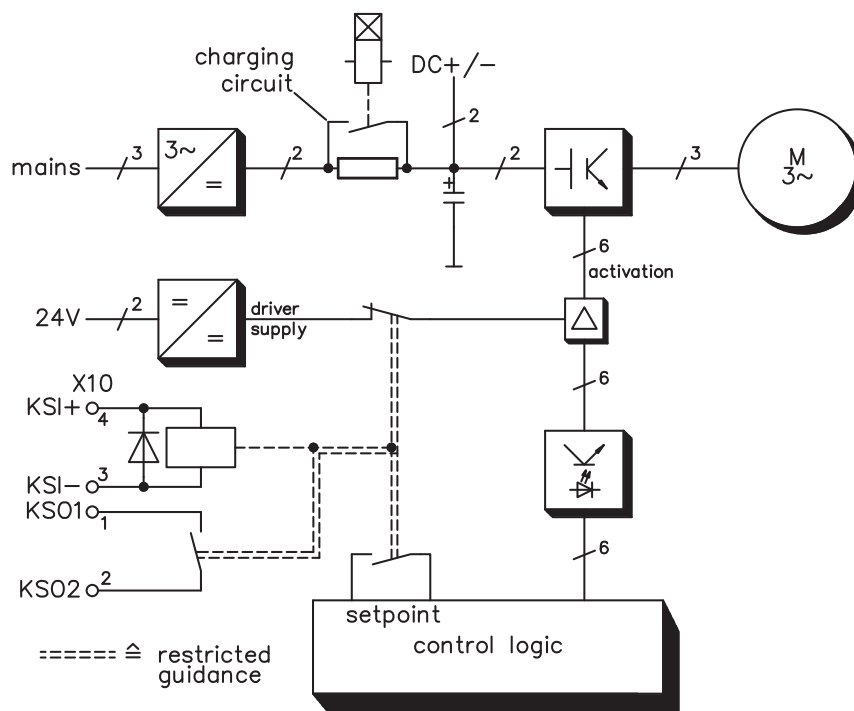 charging
circuit
DC+/−
2
mains
3
3~
=
2
+
2
3
M
3~
6
activation
24V
2
=
=
driver
supply
6
X10
KSI+
4
KSI−
3
KSO1
1
KSO2
2
6
setpoint
control logic
≙ restricted
guidance